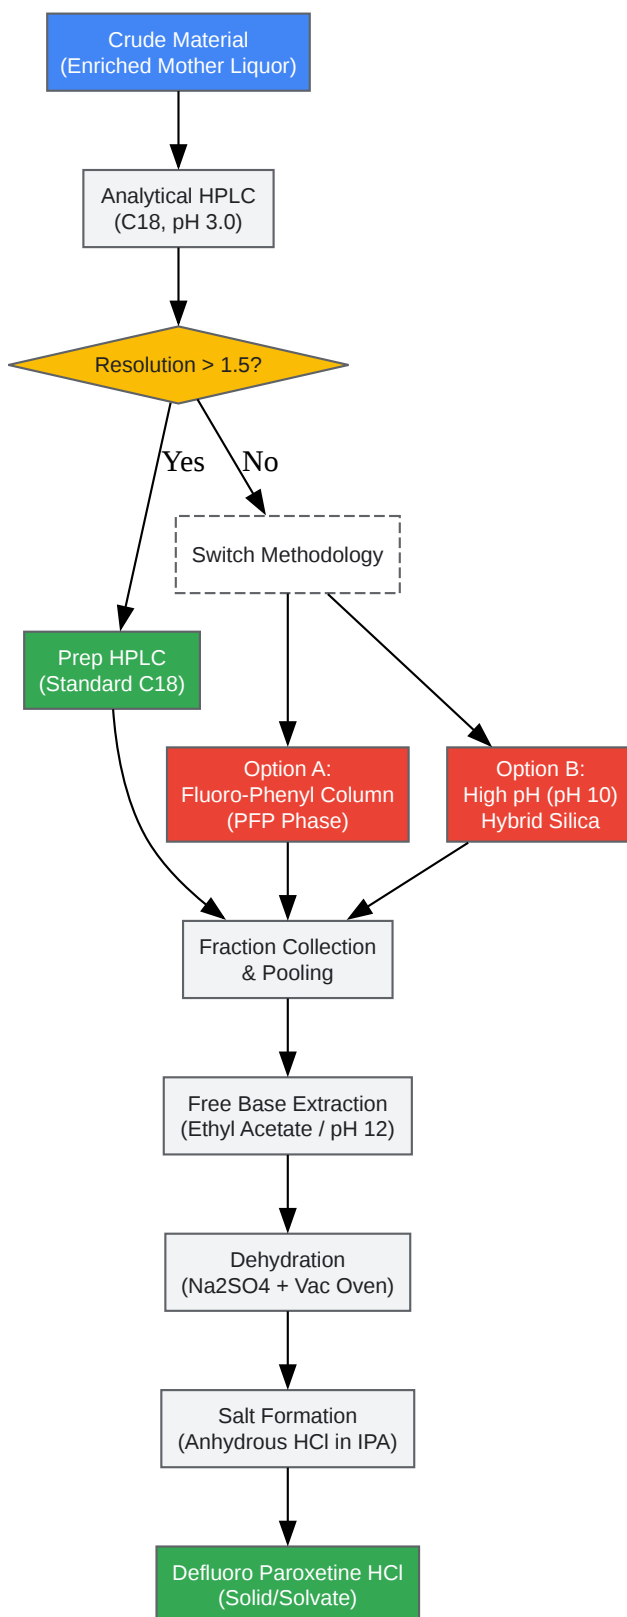 Crude Material
(Enriched Mother Liquor)
Analytical HPLC
(C18, pH 3.0)
Resolution > 1.5?
Yes
No
Switch Methodology
Prep HPLC
(Standard C18)
Option A:
Fluoro-Phenyl Column
(PFP Phase)
Option B:
High pH (pH 10)
Hybrid Silica
Fraction Collection
& Pooling
Free Base Extraction
(Ethyl Acetate / pH 12)
Dehydration
(Na2SO4 + Vac Oven)
Salt Formation
(Anhydrous HCl in IPA)
Defluoro Paroxetine HCl
(Solid/Solvate)